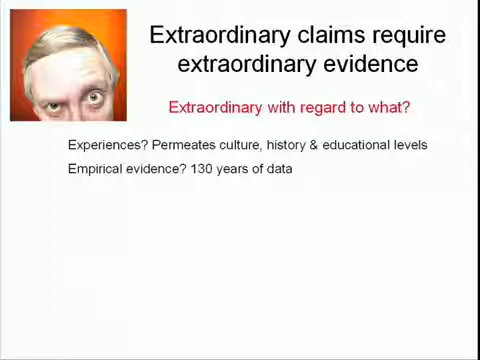 Extraordinary claims require
extraordinary evidence
Extraordinary with regard to what?
Experiences? Permeates culture, history & educational levels
Empirical evidence? 130 years of data